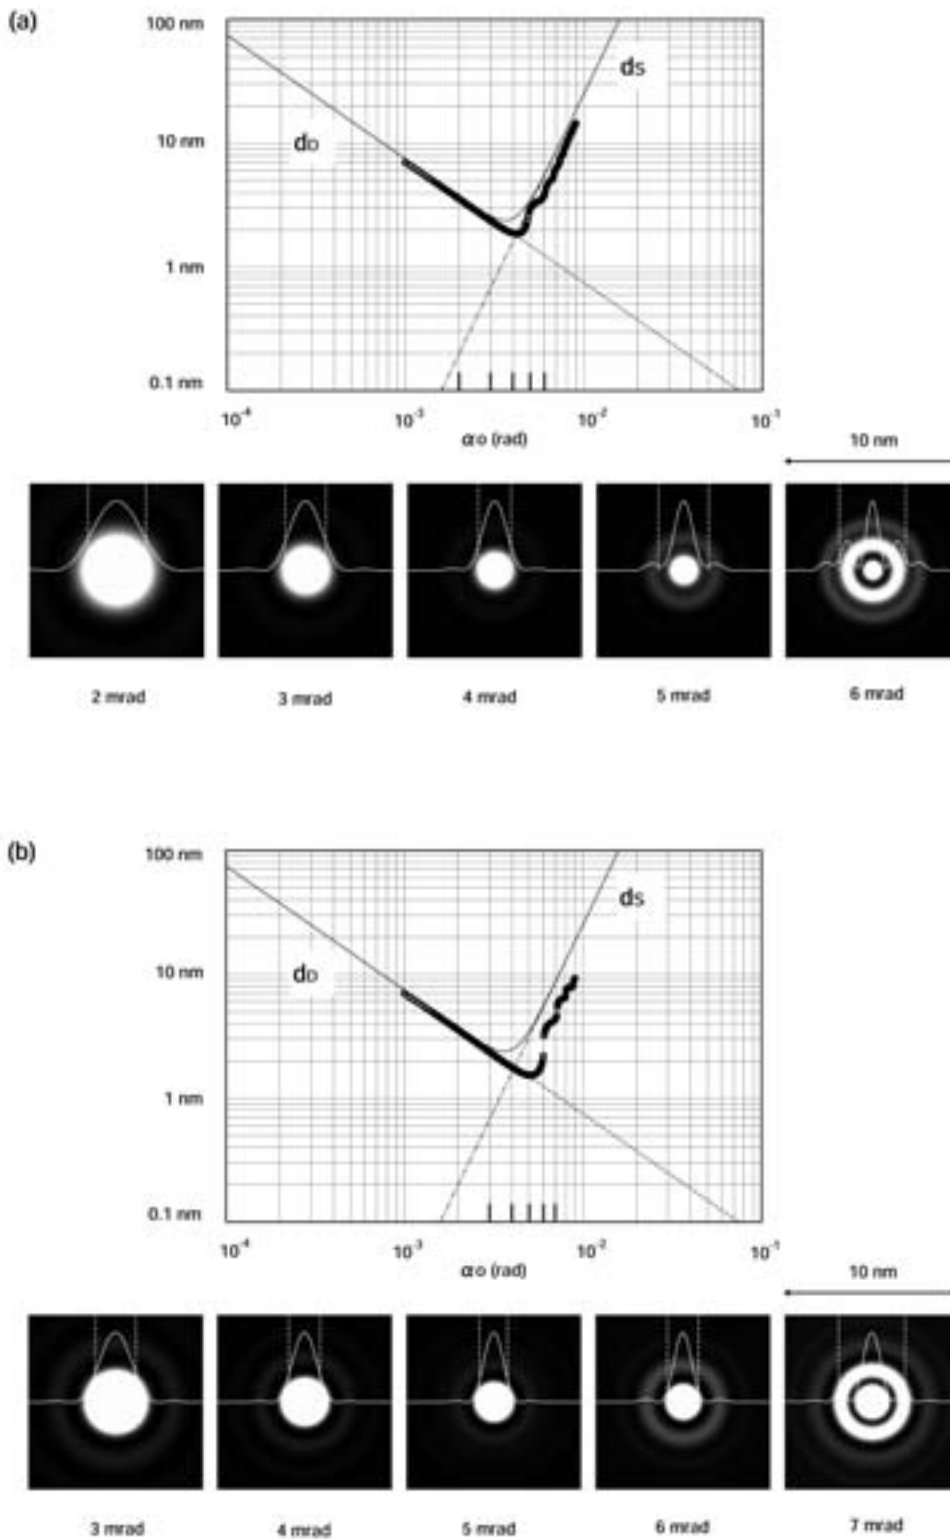 (a)
100 nm
ds
dD
10 nm
1 nm
0.1 nm
10-4 10-3 10-2 10-1
αo (rad)
10 nm
2 mrad 3 mrad 4 mrad 5 mrad 6 mrad
(b)
100 nm
ds
dD
10 nm
1 nm
0.1 nm
10-4 10-3 10-2 10-1
αo (rad)
10 nm
3 mrad 4 mrad 5 mrad 6 mrad 7 mrad